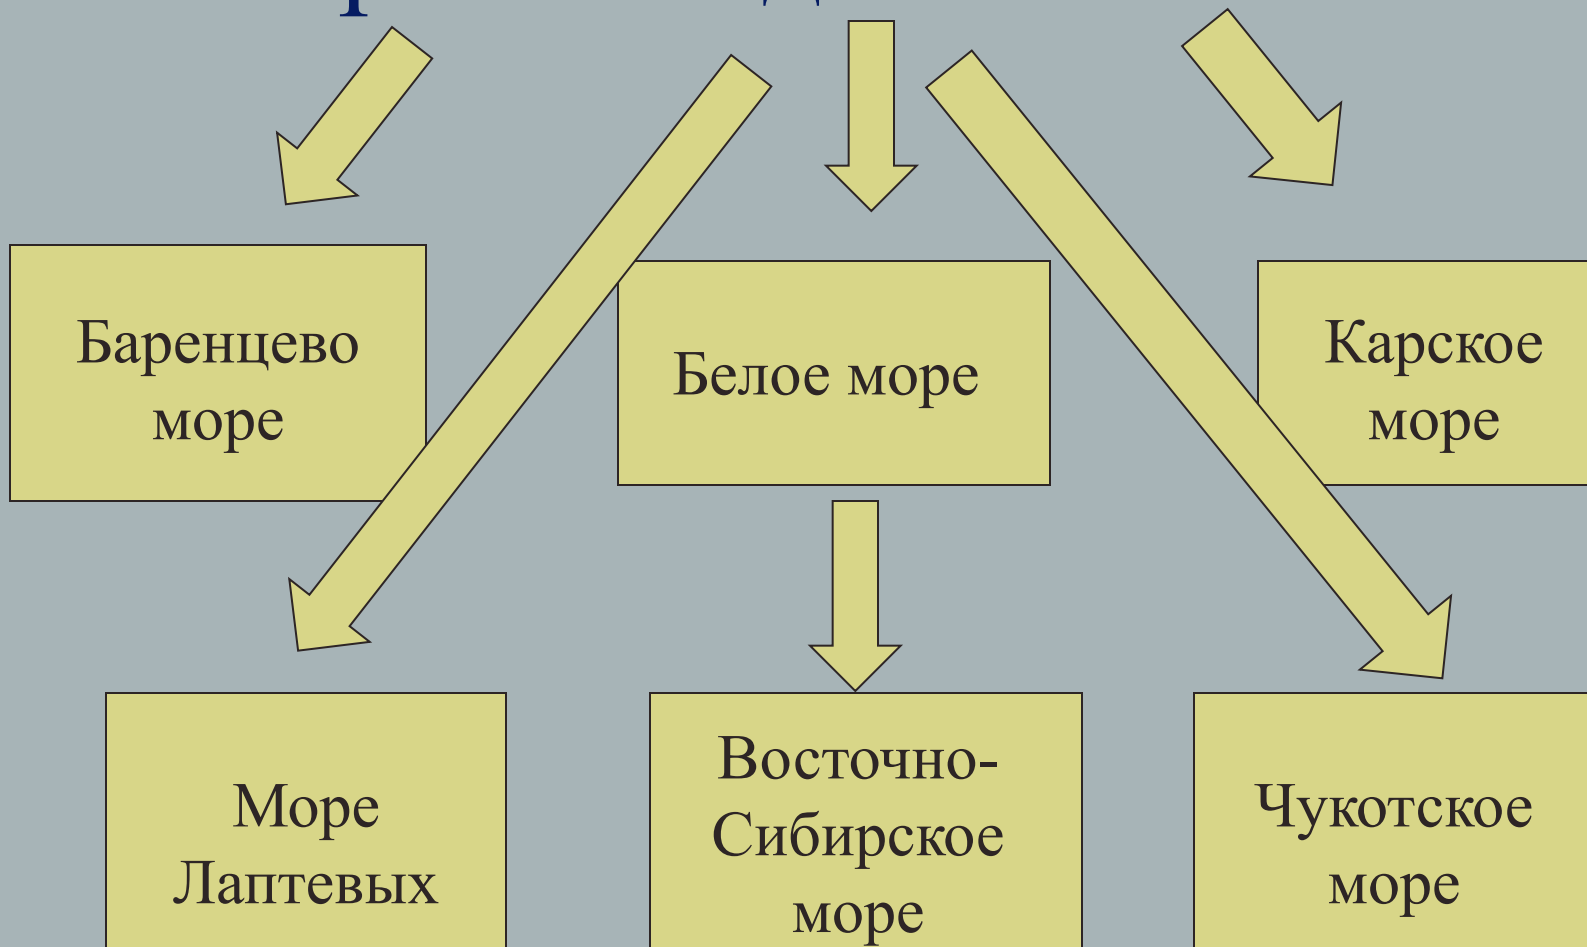 Баренцево
море
Белое море
Карское
море
Море
Лаптевых
Восточно-
Сибирское
море
Чукотское
море